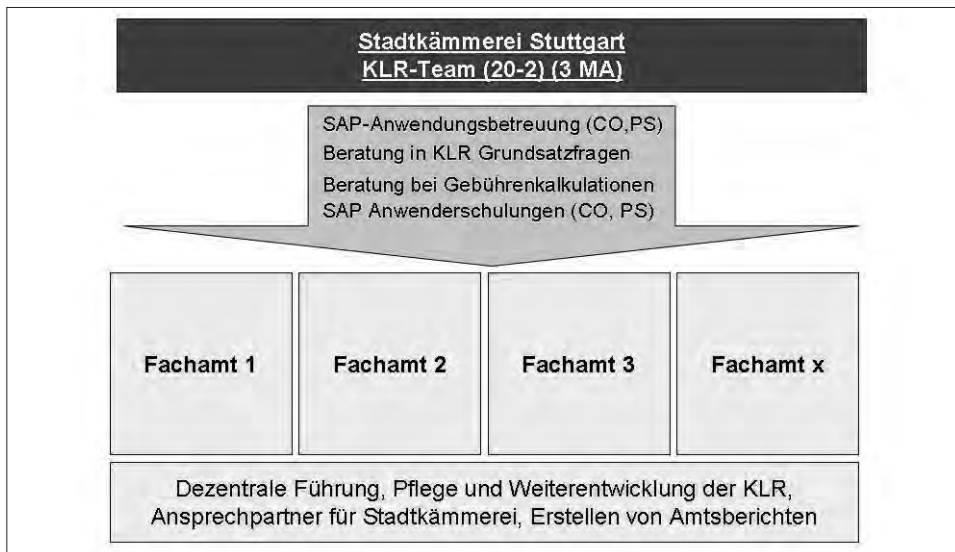 Stadtkämmerei Stuttgart
KLR-Team (20-2) (3 MA)
SAP-Anwendungsbetreuung (CO,PS)
Beratung in KLR Grundsatzfragen
Beratung bei Gebührenkalkulationen
SAP Anwenderschulungen (CO, PS)
Fachamt 1
Fachamt 2
Fachamt 3
Fachamt x
Dezentrale Führung, Pflege und Weiterentwicklung der KLR,
Ansprechpartner für Stadtkämmerei, Erstellen von Amtsberichten